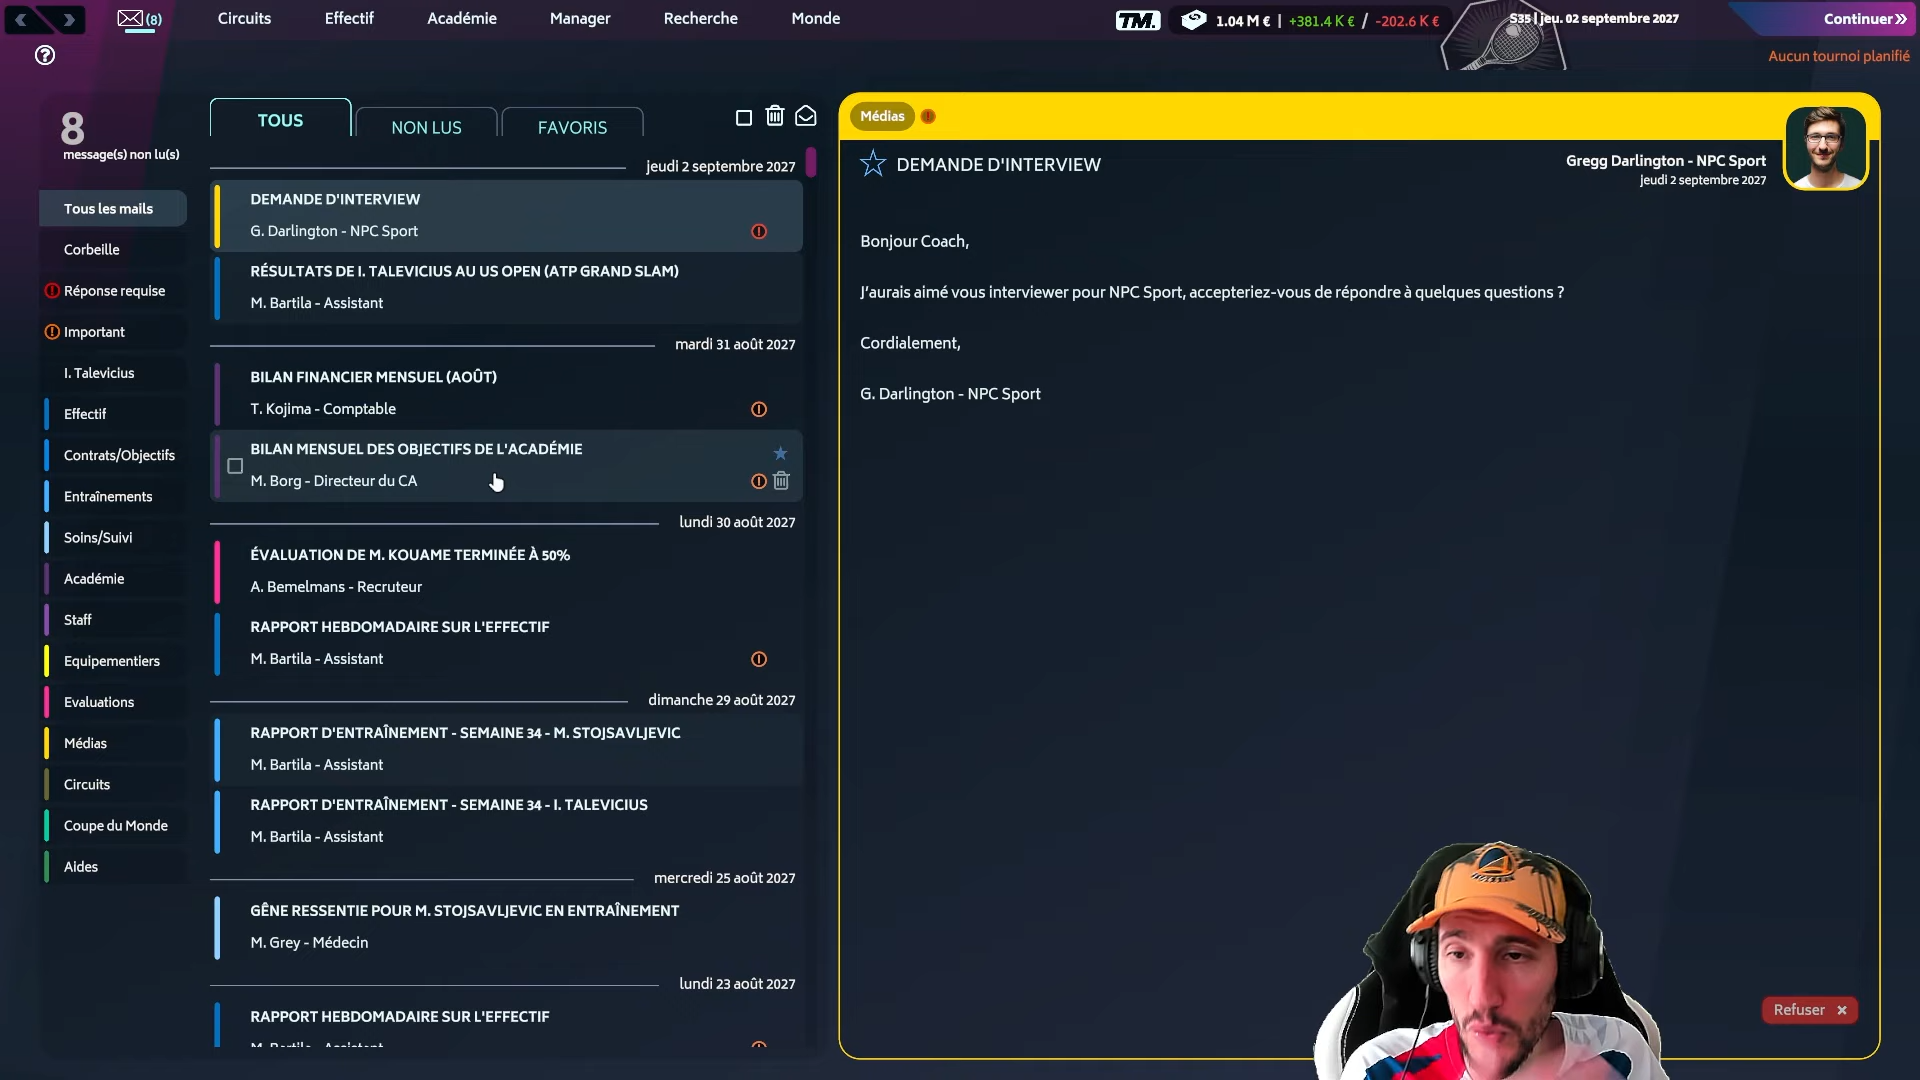 (8)
Circuits
Effectif
Académie
Manager
Recherche
Monde
TM.
1.04 M € | +381.4 K € / -202.6 K €
S35 | jeu. 02 septembre 2027
Continuer
Aucun tournoi planifié
8
message(s) non lu(s)
Tous les mails
Corbeille
Réponse requise
Important
I. Talevicius
Effectif
Contrats/Objectifs
Entraînements
Soins/Suivi
Académie
Staff
Equipementiers
Evaluations
Médias
Circuits
Coupe du Monde
Aides
TOUS
NON LUS
FAVORIS
jeudi 2 septembre 2027
DEMANDE D'INTERVIEW
G. Darlington - NPC Sport
RÉSULTATS DE I. TALEVICIUS AU US OPEN (ATP GRAND SLAM)
M. Bartila - Assistant
mardi 31 août 2027
BILAN FINANCIER MENSUEL (AOÛT)
T. Kojima - Comptable
BILAN MENSUEL DES OBJECTIFS DE L'ACADÉMIE
M. Borg - Directeur du CA
lundi 30 août 2027
ÉVALUATION DE M. KOUAME TERMINÉE À 50%
A. Bemelmans - Recruteur
RAPPORT HEBDOMADAIRE SUR L'EFFECTIF
M. Bartila - Assistant
dimanche 29 août 2027
RAPPORT D'ENTRAÎNEMENT - SEMAINE 34 - M. STOJSAVLJEVIC
M. Bartila - Assistant
RAPPORT D'ENTRAÎNEMENT - SEMAINE 34 - I. TALEVICIUS
M. Bartila - Assistant
mercredi 25 août 2027
GÊNE RESSENTIE POUR M. STOJSAVLJEVIC EN ENTRAÎNEMENT
M. Grey - Médecin
lundi 23 août 2027
RAPPORT HEBDOMADAIRE SUR L'EFFECTIF
M. Bartila - Assistant
Médias
DEMANDE D'INTERVIEW
Gregg Darlington - NPC Sport
jeudi 2 septembre 2027
Bonjour Coach,
J'aurais aimé vous interviewer pour NPC Sport, accepteriez-vous de répondre à quelques questions ?
Cordialement,
G. Darlington - NPC Sport
Refuser